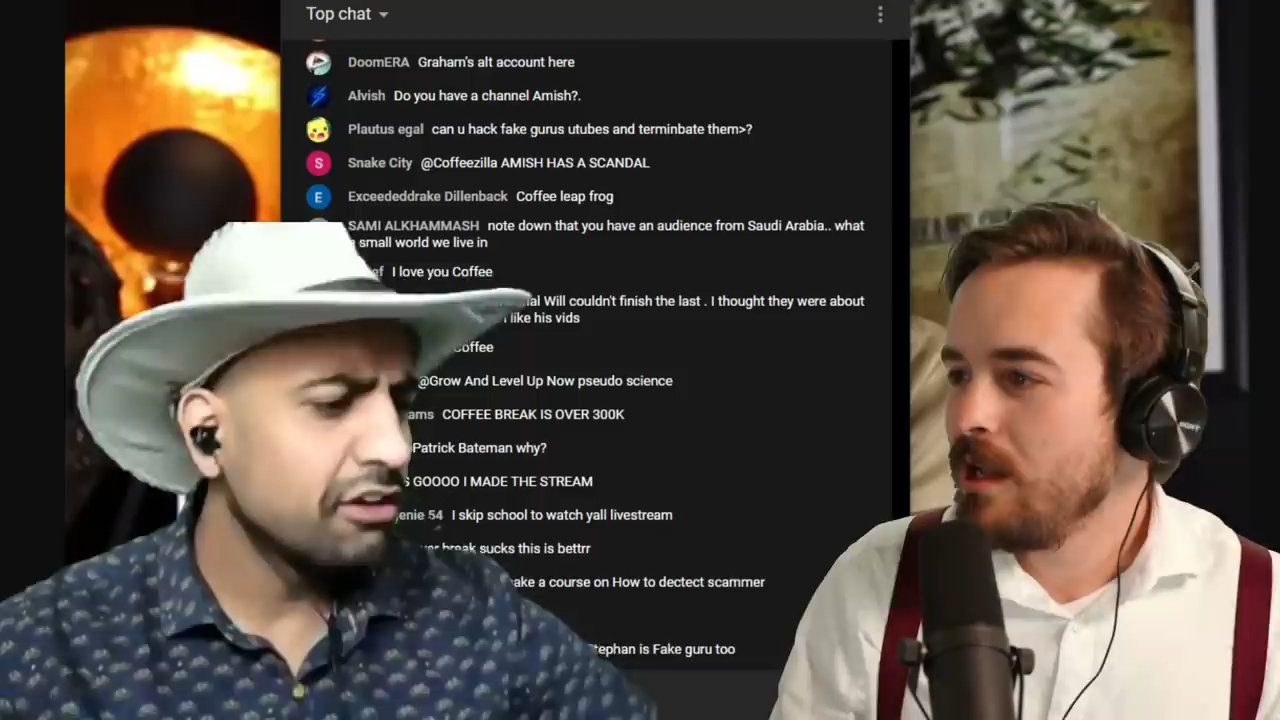 Top chat
DoomERA Graham's alt account here
Alvish Do you have a channel Amish?.
Plautus egal can u hack fake gurus utubes and terminbate them>?
S Snake City @Coffeezilla AMISH HAS A SCANDAL
E Exceededdrake Dillenback Coffee leap frog
SAMI ALKHAMMASH note down that you have an audience from Saudi Arabia.. what
small world we live in
I love you Coffee
Will couldn't finish the last . I thought they were about
like his vids
Coffee
@Grow And Level Up Now pseudo science
COFFEE BREAK IS OVER 300K
Patrick Bateman why?
GOOOO I MADE THE STREAM
54 I skip school to watch yall livestream
break sucks this is bettrr
a course on How to dectect scammer
is Fake guru too
SONY